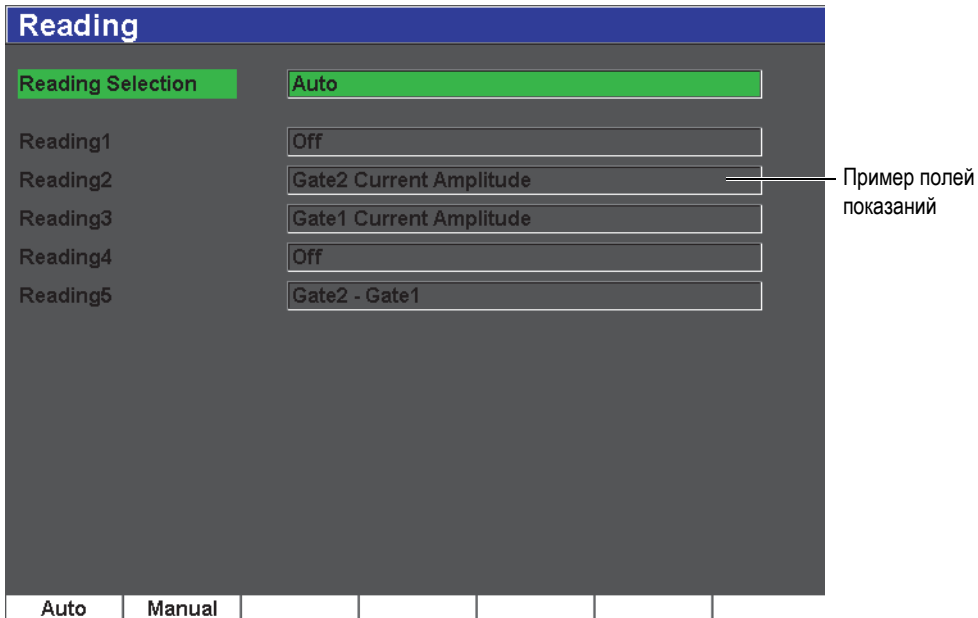 Reading
Reading Selection Auto
Reading1 Off
Reading2 Gate2 Current Amplitude
Пример полей
показаний
Reading3 Gate1 Current Amplitude
Reading4 Off
Reading5 Gate2 - Gate1
Auto Manual